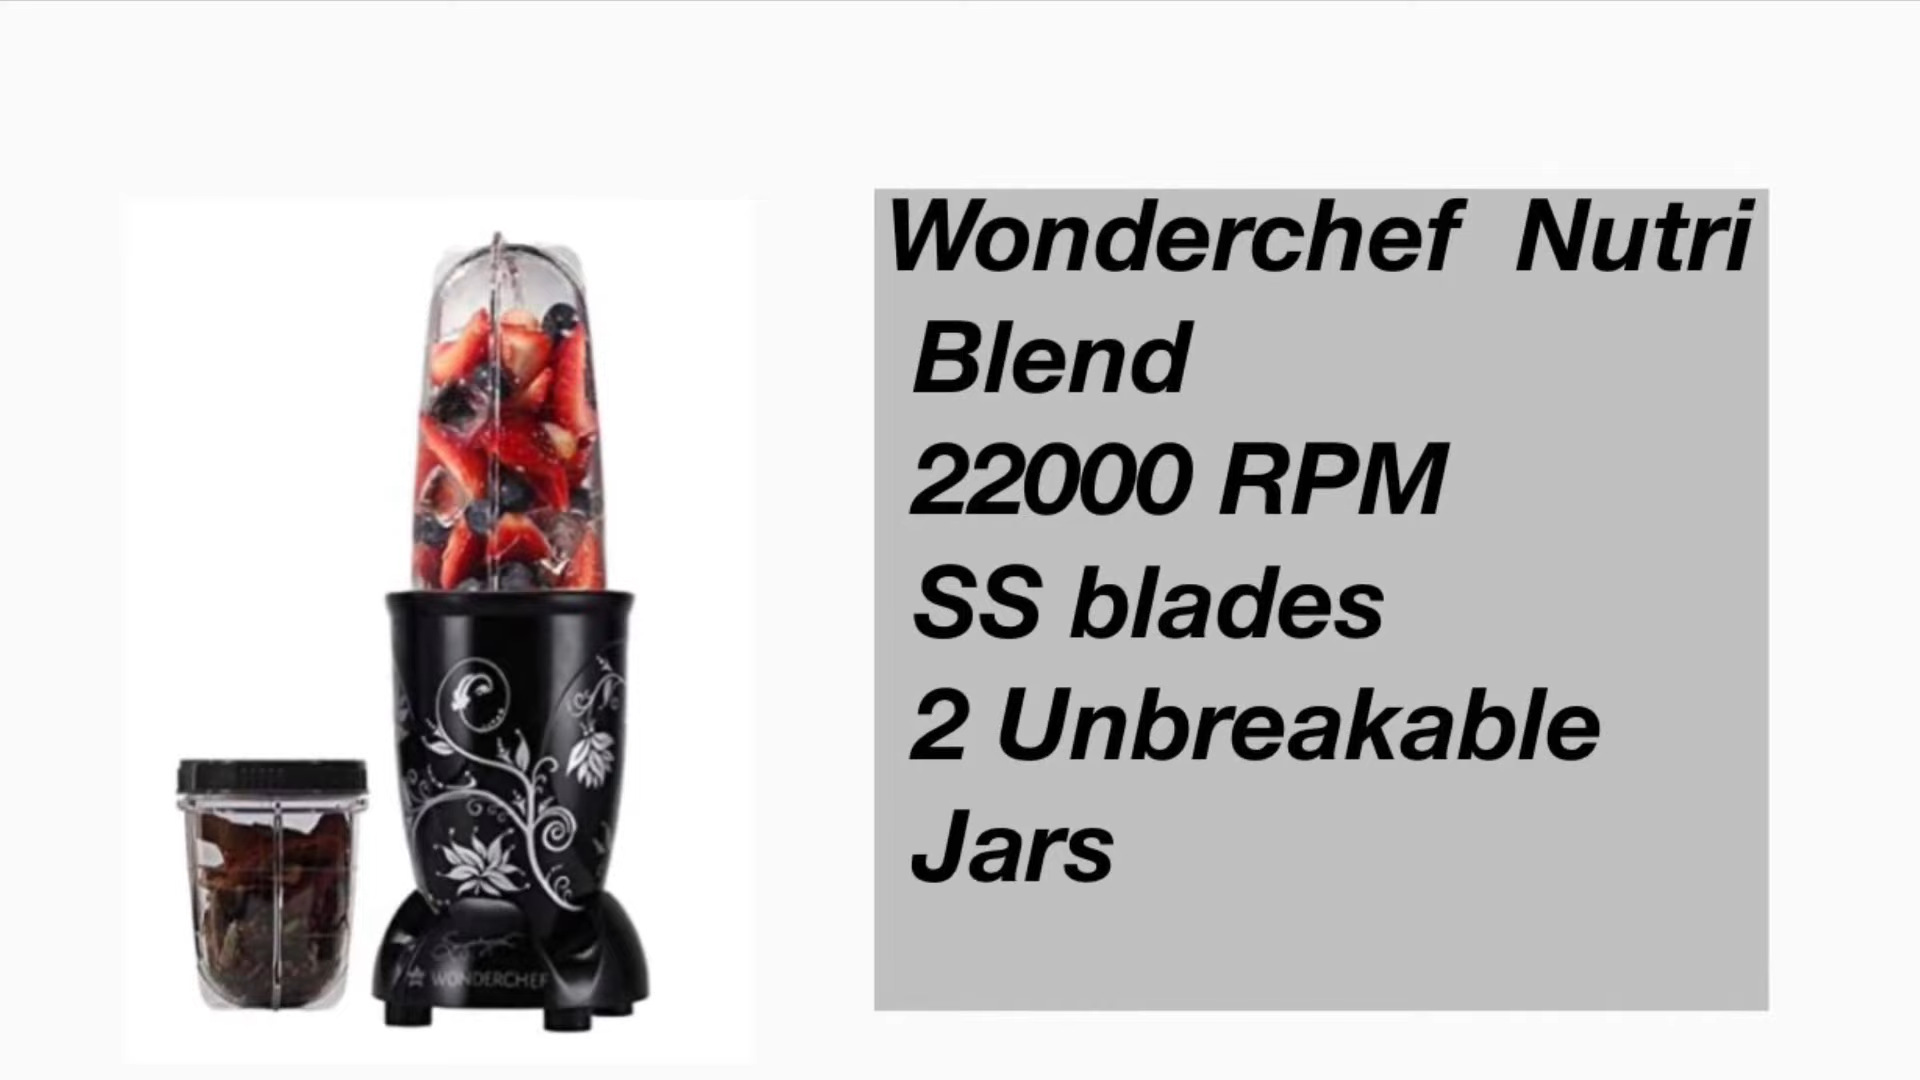 Wonderchef Nutri
Blend
22000 RPM
SS blades
2 Unbreakable
Jars
WONDERCHEF